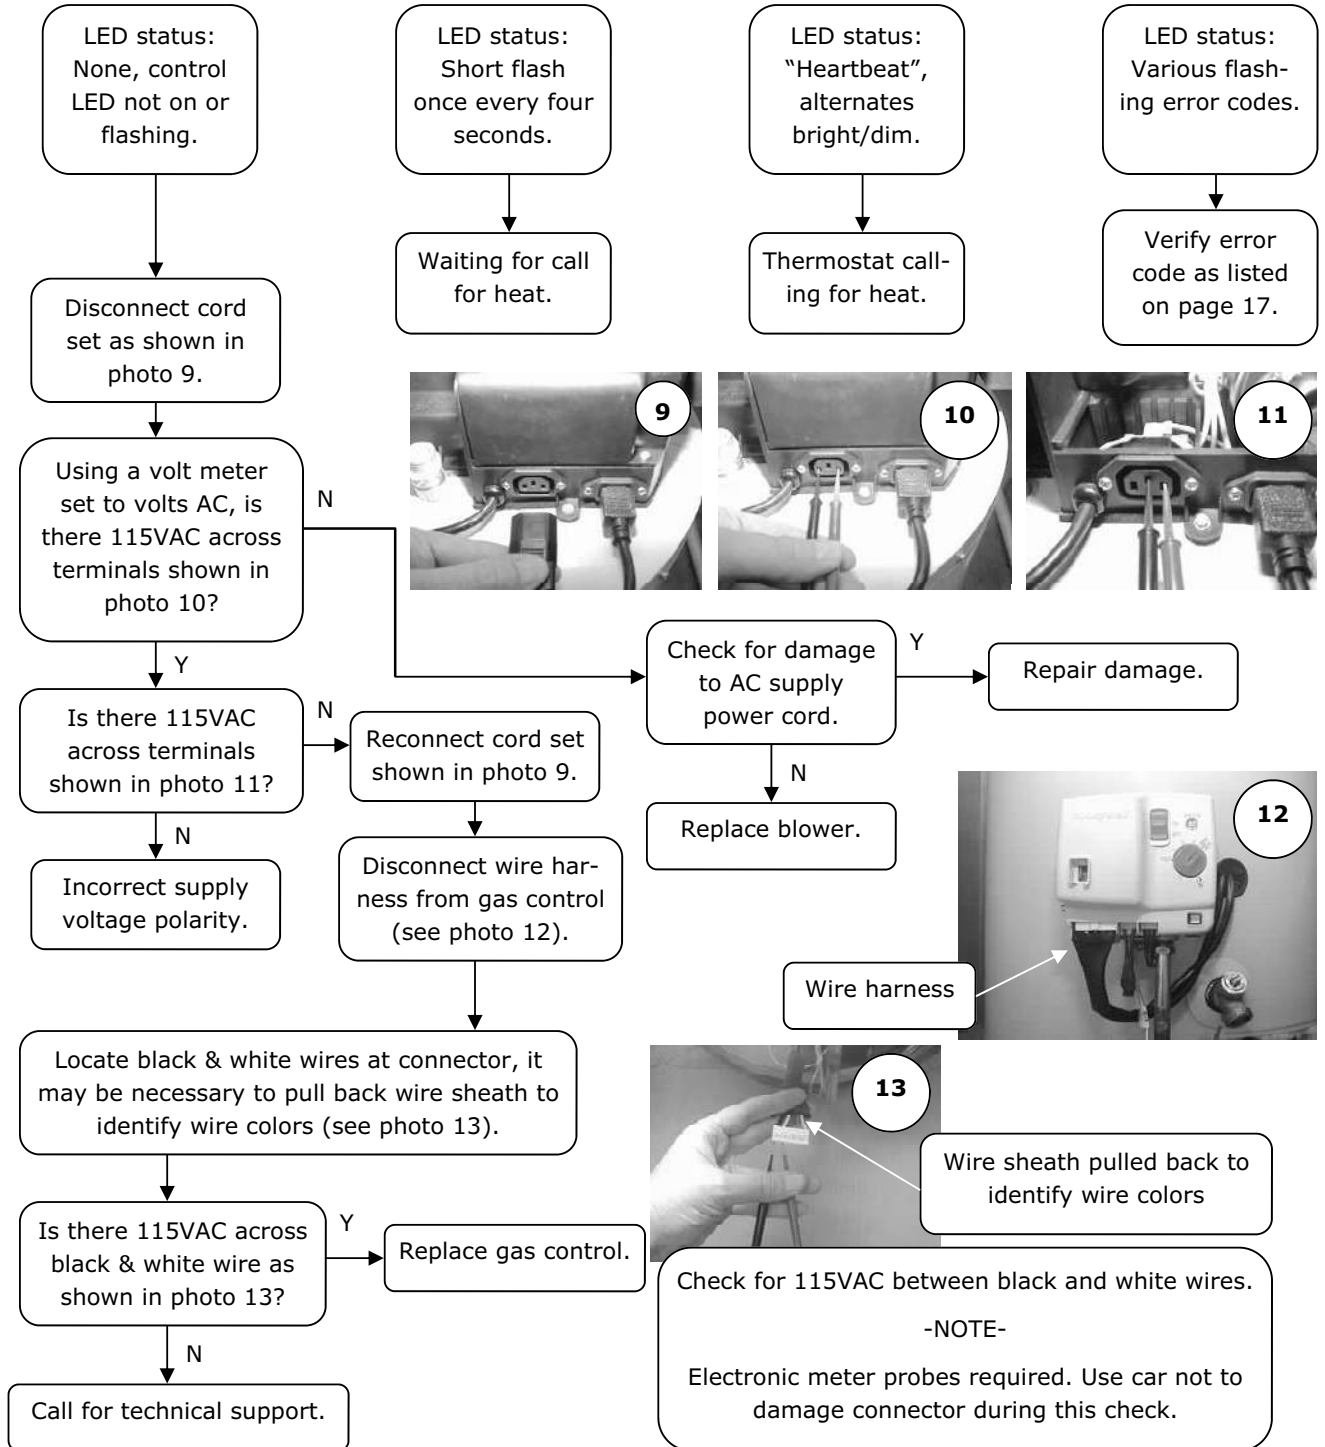 LED status:
None, control
LED not on or
flashing.
LED status:
Short flash
once every four
seconds.
LED status:
“Heartbeat”,
alternates
bright/dim.
LED status:
Various flash-
ing error codes.
Waiting for call
for heat.
Thermostat call-
ing for heat.
Verify error
code as listed
on page 17.
Disconnect cord
set as shown in
photo 9.
9
10
11
Using a volt meter
set to volts AC, is
there 115VAC across
terminals shown in
photo 10?
N
Y
Check for damage
to AC supply
power cord.
Y
Repair damage.
N
Replace blower.
Is there 115VAC
across terminals
shown in photo 11?
N
Reconnect cord set
shown in photo 9.
N
Incorrect supply
voltage polarity.
Disconnect wire har-
ness from gas control
(see photo 12).
12
Wire harness
Locate black & white wires at connector, it
may be necessary to pull back wire sheath to
identify wire colors (see photo 13).
13
Wire sheath pulled back to
identify wire colors
Is there 115VAC across
black & white wire as
shown in photo 13?
Y
Replace gas control.
N
Call for technical support.
Check for 115VAC between black and white wires.
-NOTE-
Electronic meter probes required. Use car not to
damage connector during this check.